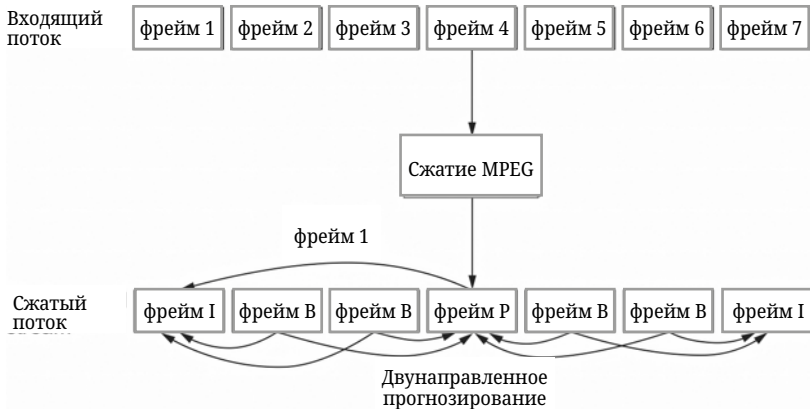 Входящий
поток
фрейм 1 фрейм 2 фрейм 3 фрейм 4 фрейм 5 фрейм 6 фрейм 7
Сжатие MPEG
фрейм 1
Сжатый
поток
фрейм I фрейм B фрейм B фрейм P фрейм B фрейм B фрейм I
Двунаправленное
прогнозирование